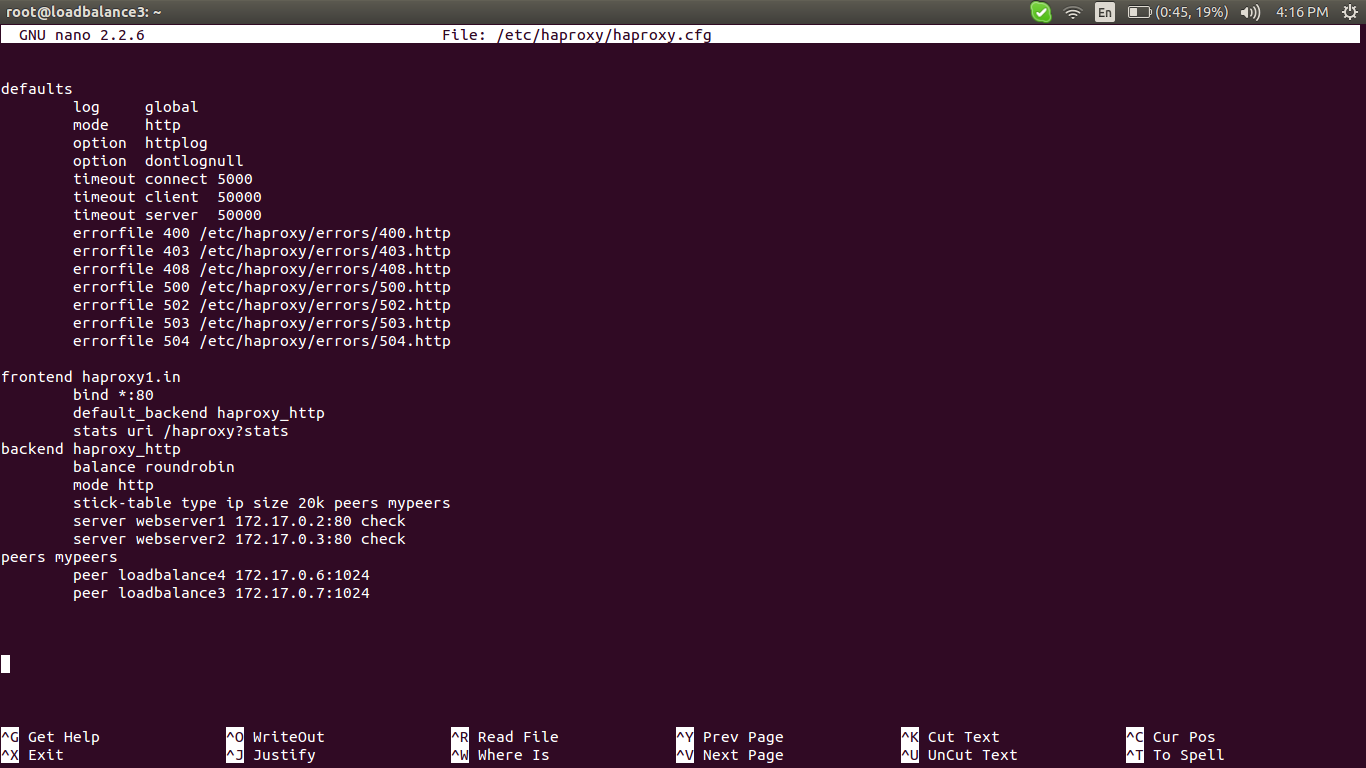 root@loadbalance3: ~ En (0:45, 19%) 4:16 PM
GNU nano 2.2.6 File: /etc/haproxy/haproxy.cfg
defaults
log global
mode http
option httplog
option dontlognull
timeout connect 5000
timeout client 50000
timeout server 50000
errorfile 400 /etc/haproxy/errors/400.http
errorfile 403 /etc/haproxy/errors/403.http
errorfile 408 /etc/haproxy/errors/408.http
errorfile 500 /etc/haproxy/errors/500.http
errorfile 502 /etc/haproxy/errors/502.http
errorfile 503 /etc/haproxy/errors/503.http
errorfile 504 /etc/haproxy/errors/504.http
frontend haproxy1.in
bind *:80
default_backend haproxy_http
stats uri /haproxy?stats
backend haproxy_http
balance roundrobin
mode http
stick-table type ip size 20k peers mypeers
server webserver1 172.17.0.2:80 check
server webserver2 172.17.0.3:80 check
peers mypeers
peer loadbalance4 172.17.0.6:1024
peer loadbalance3 172.17.0.7:1024
^G Get Help ^O WriteOut ^R Read File ^Y Prev Page ^K Cut Text ^C Cur Pos
^X Exit ^J Justify ^W Where Is ^V Next Page ^U UnCut Text ^T To Spell